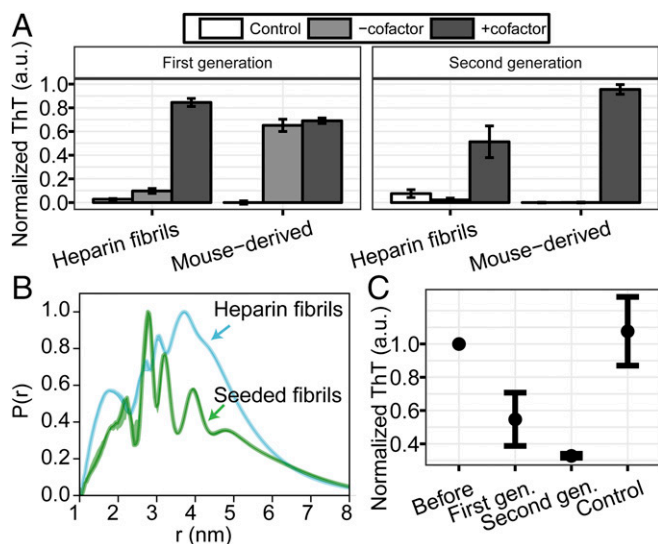 A
Control −cofactor +cofactor
First generation Second generation
Normalized ThT (a.u.)
1.0
0.8
0.6
0.4
0.2
0.0
Heparin fibrils Mouse−derived Heparin fibrils Mouse−derived
B
P(r)
1.0
0.8
0.6
0.4
0.2
0.0
Heparin fibrils
Seeded fibrils
1 2 3 4 5 6 7 8
r (nm)
C
Normalized ThT (a.u.)
1.0
0.8
0.6
0.4
Before First gen. Second gen. Control